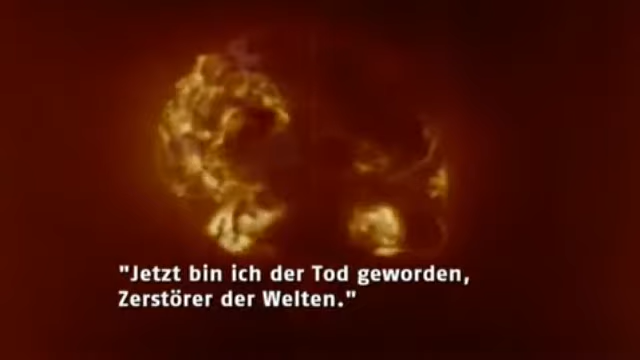 "Jetzt bin ich der Tod geworden,
Zerstörer der Welten."